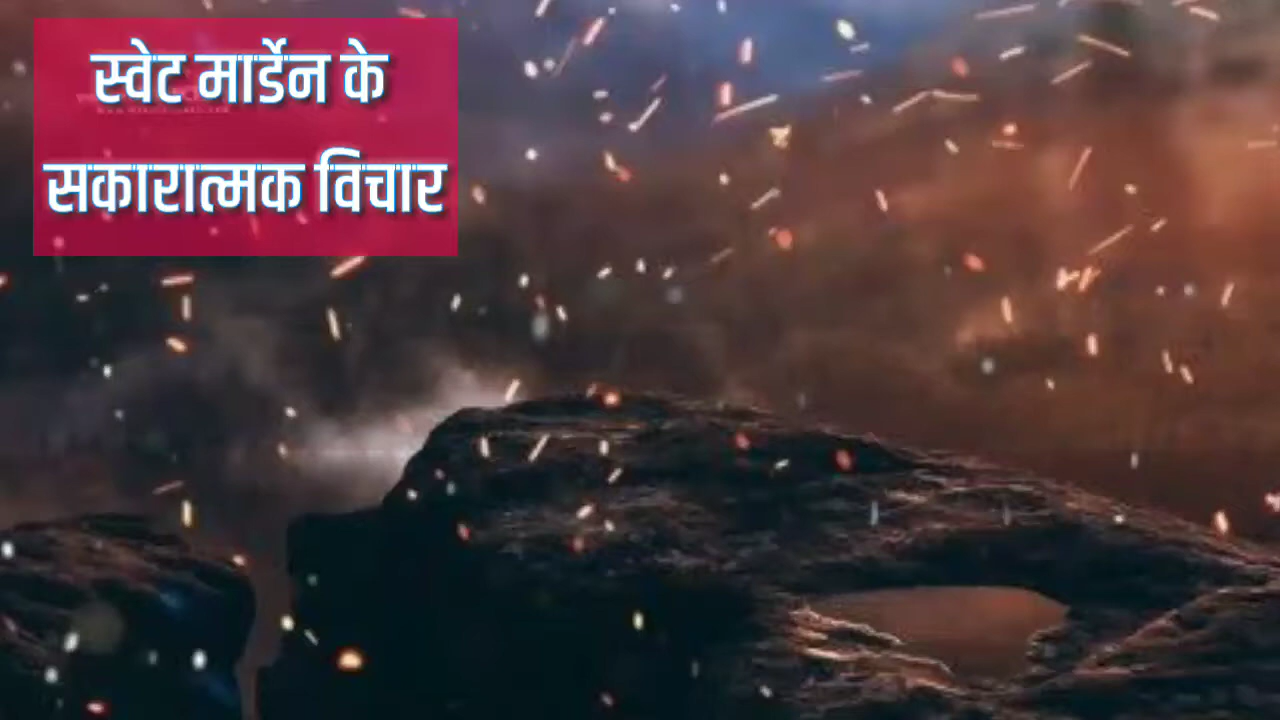 स्वेट मार्डेन के
सकारात्मक विचार